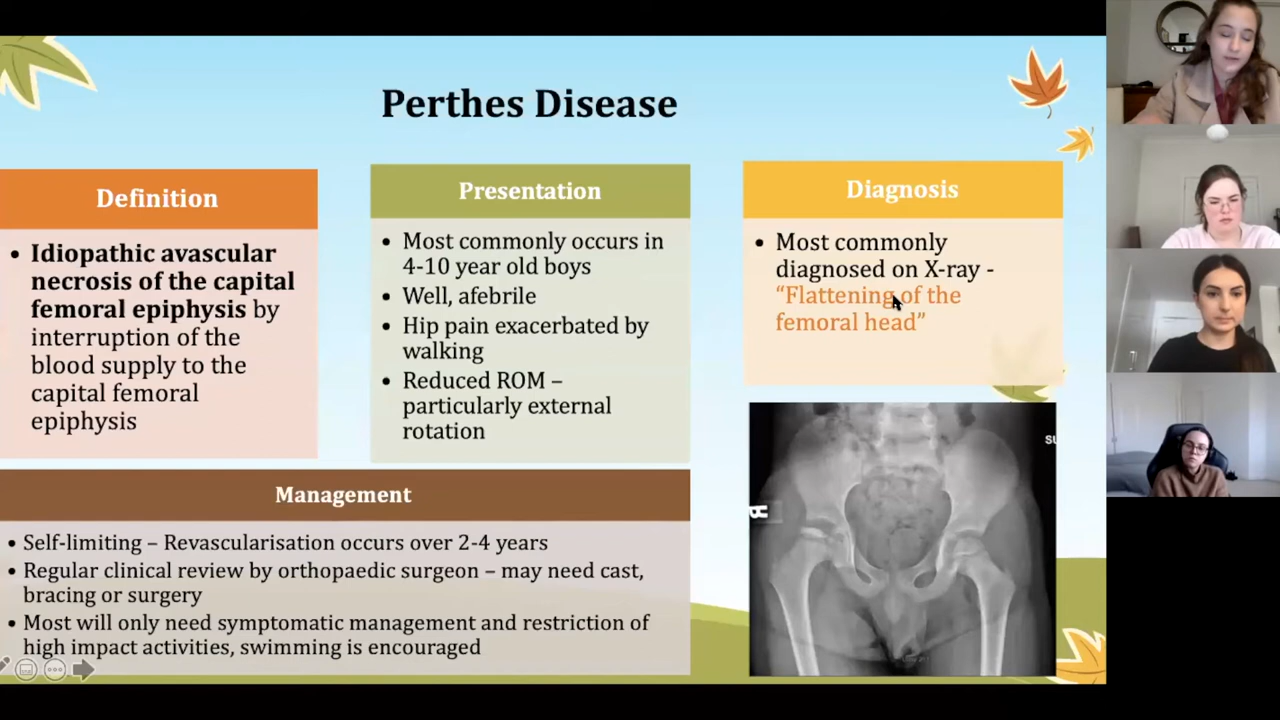 Perthes Disease
Definition
• Idiopathic avascular
necrosis of the capital
femoral epiphysis by
interruption of the
blood supply to the
capital femoral
epiphysis
Presentation
• Most commonly occurs in
4-10 year old boys
• Well, afebrile
• Hip pain exacerbated by
walking
• Reduced ROM –
particularly external
rotation
Diagnosis
• Most commonly
diagnosed on X-ray -
“Flattening of the
femoral head”
Management
• Self-limiting – Revascularisation occurs over 2-4 years
• Regular clinical review by orthopaedic surgeon – may need cast,
bracing or surgery
• Most will only need symptomatic management and restriction of
high impact activities, swimming is encouraged
R